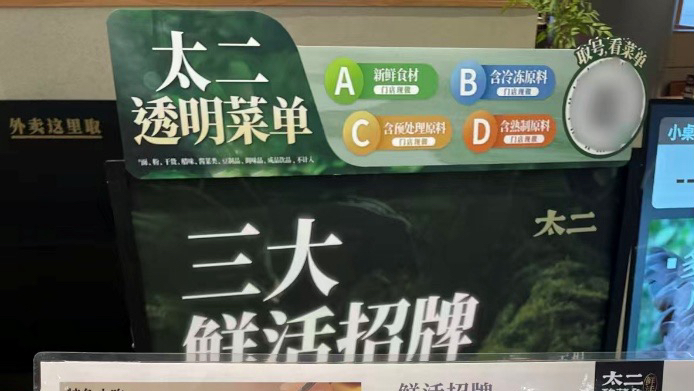 太二
透明菜单
A 新鲜食材
门店现做
B 含冷冻原料
门店现做
C 含预处理原料
门店现做
D 含熟制原料
门店现做
取号,看菜单
外卖这里取
太二
三大
鲜活招牌
小桌
鲜活招牌
太二